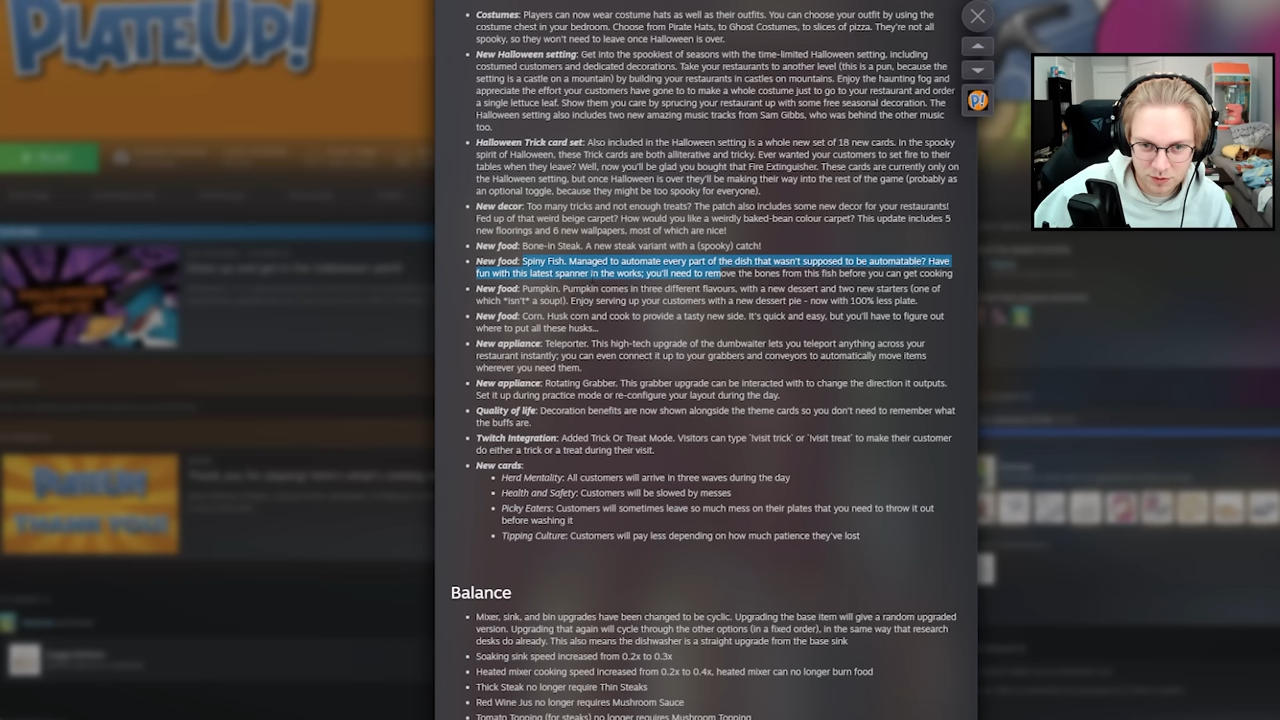 PLATEUP!
Costumes: Players can now wear costume hats as well as their outfits. You can choose your outfit by using the
costume chest in your bedroom. Choose from Pirate Hats, to Ghost Costumes, to slices of pizza. They're not all
spooky, so they won't need to leave once Halloween is over.
New Halloween setting: Get into the spookiest of seasons with the time-limited Halloween setting, including
costumed customers and dedicated decorations. Take your restaurants to another level (this is a pun, because the
setting is a castle on a mountain) by building your restaurants in castles on mountains. Enjoy the haunting fog and
appreciate the effort your customers have gone to to make a whole costume just to go to your restaurant and order
a single lettuce leaf. Show them you care by sprucing your restaurant up with some free seasonal decoration. The
Halloween setting also includes two new amazing music tracks from Sam Gibbs, who was behind the other music
too.
Halloween Trick card set: Also included in the Halloween setting is a whole new set of 18 new cards. In the spooky
spirit of Halloween, these Trick cards are both alliterative and tricky. Ever wanted your customers to set fire to their
tables when they leave? Well, now you'll be glad you bought that Fire Extinguisher. These cards are currently only on
the Halloween setting, but once Halloween is over they'll be making their way into the rest of the game (probably as
an optional toggle, because they might be too spooky for everyone).
New decor: Too many tricks and not enough treats? The patch also includes some new decor for your restaurants!
Fed up of that weird beige carpet? How would you like a weirdly baked-bean colour carpet? This update includes 5
new floorings and 6 new wallpapers, most of which are nice!
New food: Bone-in Steak. A new steak variant with a (spooky) catch!
New food: Spiny Fish. Managed to automate every part of the dish that wasn't supposed to be automatable? Have
fun with this latest spanner in the works; you'll need to remove the bones from this fish before you can get cooking
New food: Pumpkin. Pumpkin comes in three different flavours, with a new dessert and two new starters (one of
which *isn't* a soup!). Enjoy serving up your customers with a new dessert pie - now with 100% less plate.
New food: Corn. Husk corn and cook to provide a tasty new side. It's quick and easy, but you'll have to figure out
where to put all these husks...
New appliance: Teleporter. This high-tech upgrade of the dumbwaiter lets you teleport anything across your
restaurant instantly; you can even connect it up to your grabbers and conveyors to automatically move items
wherever you need them.
New appliance: Rotating Grabber. This grabber upgrade can be interacted with to change the direction it outputs.
Set it up during practice mode or re-configure your layout during the day.
Quality of life: Decoration benefits are now shown alongside the theme cards so you don't need to remember what
the buffs are.
Twitch Integration: Added Trick Or Treat Mode. Visitors can type `!visit trick` or `!visit treat` to make their customer
do either a trick or a treat during their visit.
New cards:
Herd Mentality: All customers will arrive in three waves during the day
Health and Safety: Customers will be slowed by messes
Picky Eaters: Customers will sometimes leave so much mess on their plates that you need to throw it out
before washing it
Tipping Culture: Customers will pay less depending on how much patience they've lost
Balance
Mixer, sink, and bin upgrades have been changed to be cyclic. Upgrading the base item will give a random upgraded
version. Upgrading that again will cycle through the other options (in a fixed order), in the same way that research
desks do already. This also means the dishwasher is a straight upgrade from the base sink
Soaking sink speed increased from 0.2x to 0.3x
Heated mixer cooking speed increased from 0.2x to 0.4x, heated mixer can no longer burn food
Thick Steak no longer require Thin Steaks
Red Wine Jus no longer requires Mushroom Sauce
Tomato Topping (for steaks) no longer requires Mushroom Topping
P!
PLATEUP!
THANK YOU!